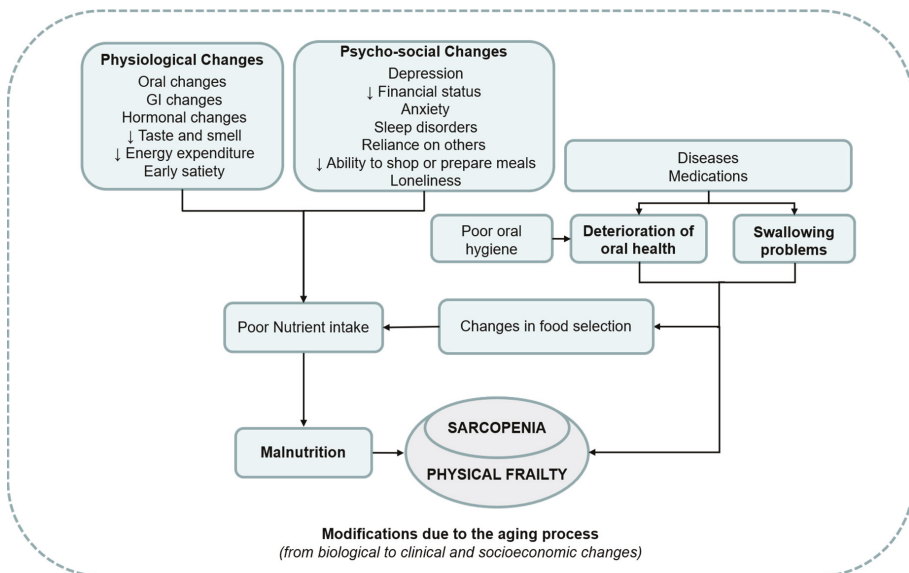 Physiological Changes
Oral changes
GI changes
Hormonal changes
↓ Taste and smell
↓ Energy expenditure
Early satiety
Psycho-social Changes
Depression
↓ Financial status
Anxiety
Sleep disorders
Reliance on others
↓ Ability to shop or prepare meals
Loneliness
Diseases
Medications
Poor oral
hygiene
Deterioration of
oral health
Swallowing
problems
Poor Nutrient intake
Changes in food selection
Malnutrition
SARCOPENIA
PHYSICAL FRAILTY
Modifications due to the aging process
(from biological to clinical and socioeconomic changes)